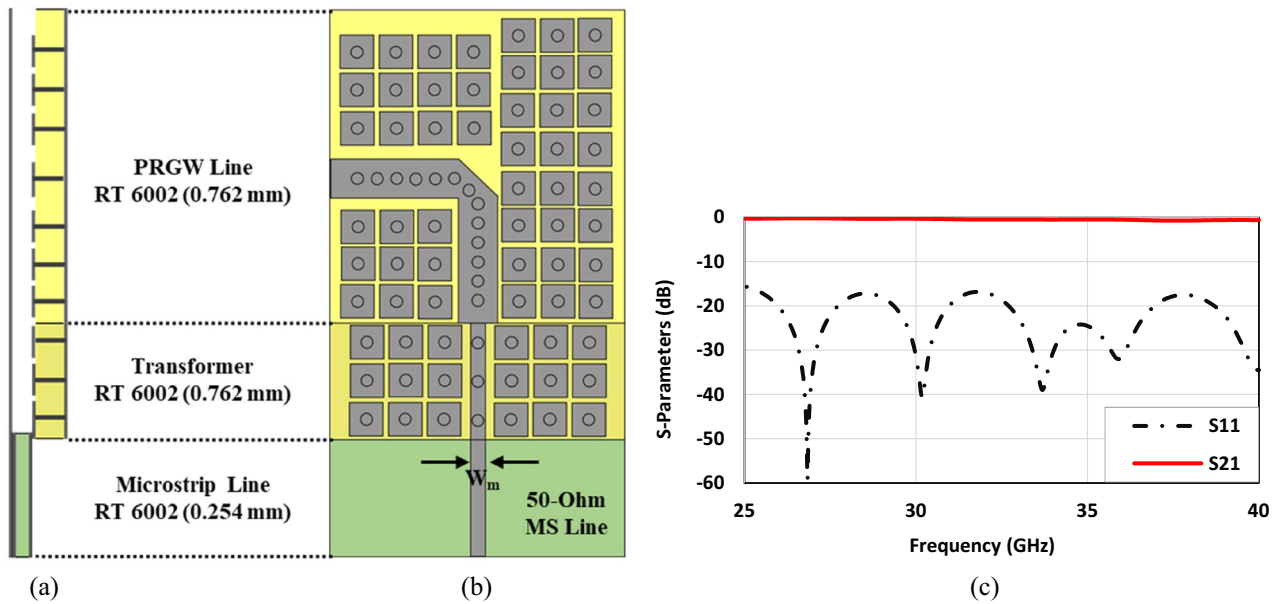 PRGW Line
RT 6002 (0.762 mm)
Transformer
RT 6002 (0.762 mm)
Microstrip Line
RT 6002 (0.254 mm)
Wm
50-Ohm
MS Line
(a)
(b)
0
-10
-20
-30
-40
-50
-60
S-Parameters (dB)
S11
S21
25
30
35
40
Frequency (GHz)
(c)